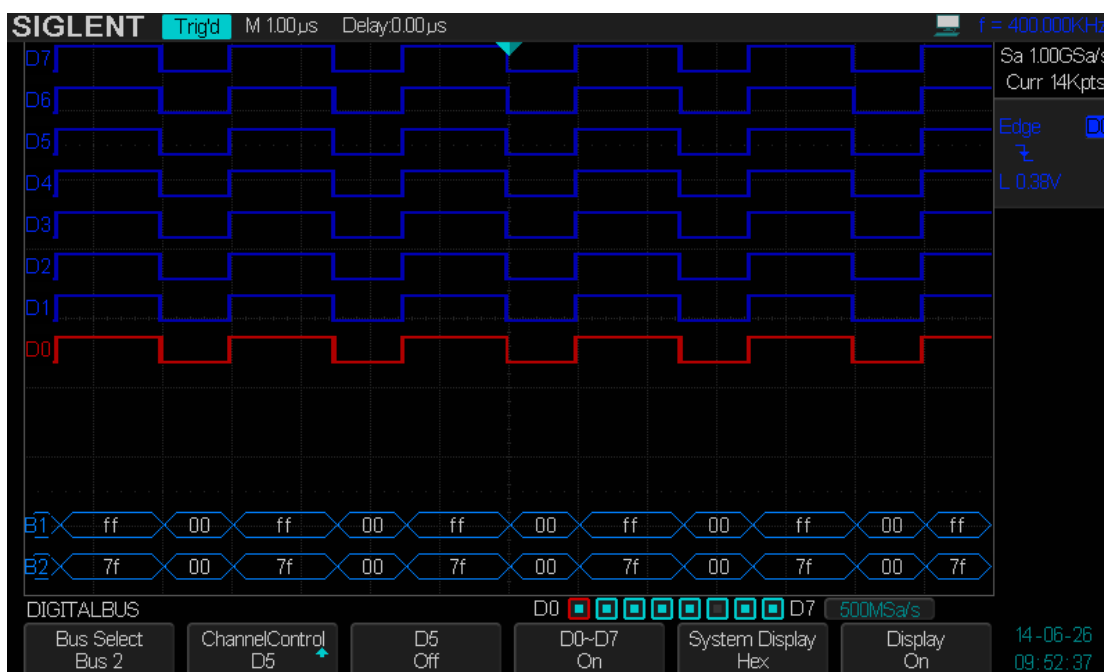 SIGLENT Trig'd M 1.00µs Delay:0.00µs f = 400.000KHz
Sa 1.00GSa/s
Curr 14Kpts
Edge D0
L 0.38V
D7
D6
D5
D4
D3
D2
D1
D0
B1 ff 00 ff 00 ff 00 ff 00 ff 00 ff
B2 7f 00 7f 00 7f 00 7f 00 7f 00 7f
DIGITALBUS D0 D7 500MSa/s
Bus Select ChannelControl D5 D0~D7 System Display Display 14-06-26
Bus 2 D5 Off On Hex On 09:52:37